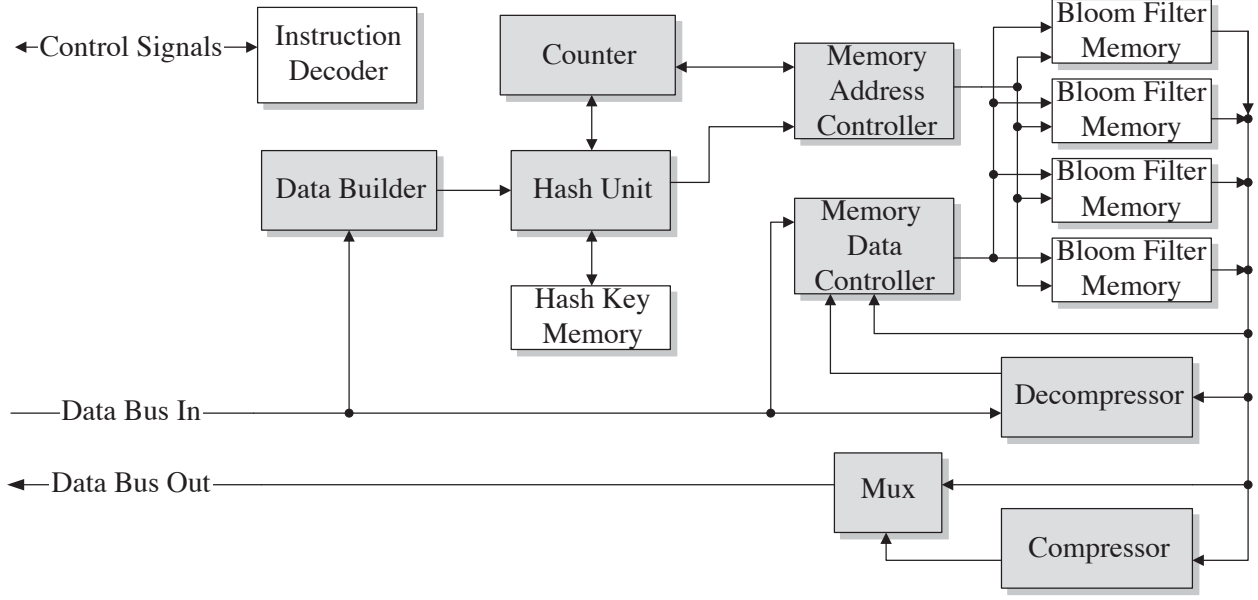 Control Signals
Instruction
Decoder
Counter
Memory
Address
Controller
Bloom Filter
Memory
Bloom Filter
Memory
Bloom Filter
Memory
Bloom Filter
Memory
Data Builder
Hash Unit
Memory
Data
Controller
Hash Key
Memory
Data Bus In
Decompressor
Data Bus Out
Mux
Compressor